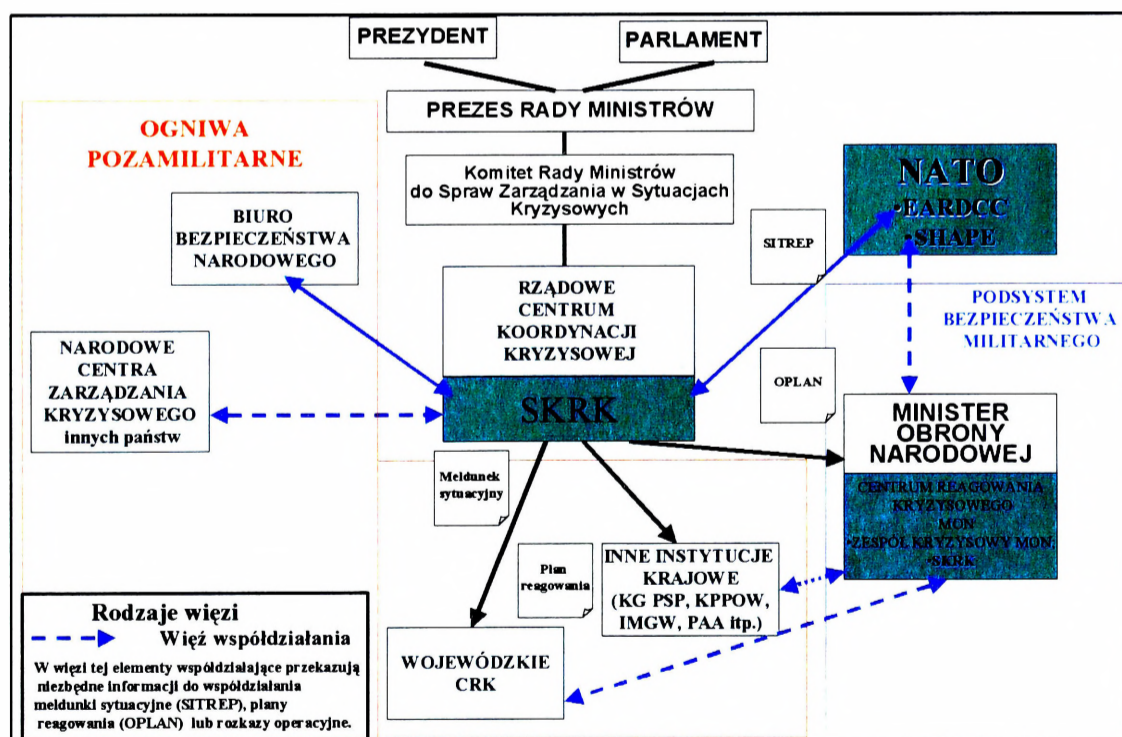 PREZYDENT
PARLAMENT
PREZES RADY MINISTRÓW
OGNIWA
POZAMILITARNE
Komitet Rady Ministrów
do Spraw Zarządzania w Sytuacjach
Kryzysowych
NATO
•EARDCC
•SHAPE
BIURO
BEZPIECZEŃSTWA
NARODOWEGO
SITREP
RZĄDOWE
CENTRUM
KOORDYNACJI
KRYZYSOWEJ
SKRK
PODSYSTEM
BEZPIECZEŃSTWA
MILITARNEGO
NARODOWE
CENTRA
ZARZĄDZANIA
KRYZYSOWEGO
innych państw
OPLAN
MINISTER
OBRONY
NARODOWEJ
CENTRUM REAGOWANIA
KRYZYSOWEGO
MON
•ZESPÓŁ KRYZYSOWY MON
•SKRK
Meldunek
sytuacyjny
Plan
reagowania
INNE INSTYTUCJE
KRAJOWE
(KG PSP, KPPOW,
IMGW, PAA itp.)
WOJEWÓDZKIE
CRK
Rodzaje więzi
Więź współdziałania
W więzi tej elementy współdziałające przekazują
niezbędne informacji do współdziałania
meldunki sytuacyjne (SITREP), plany
reagowania (OPLAN) lub rozkazy operacyjne.